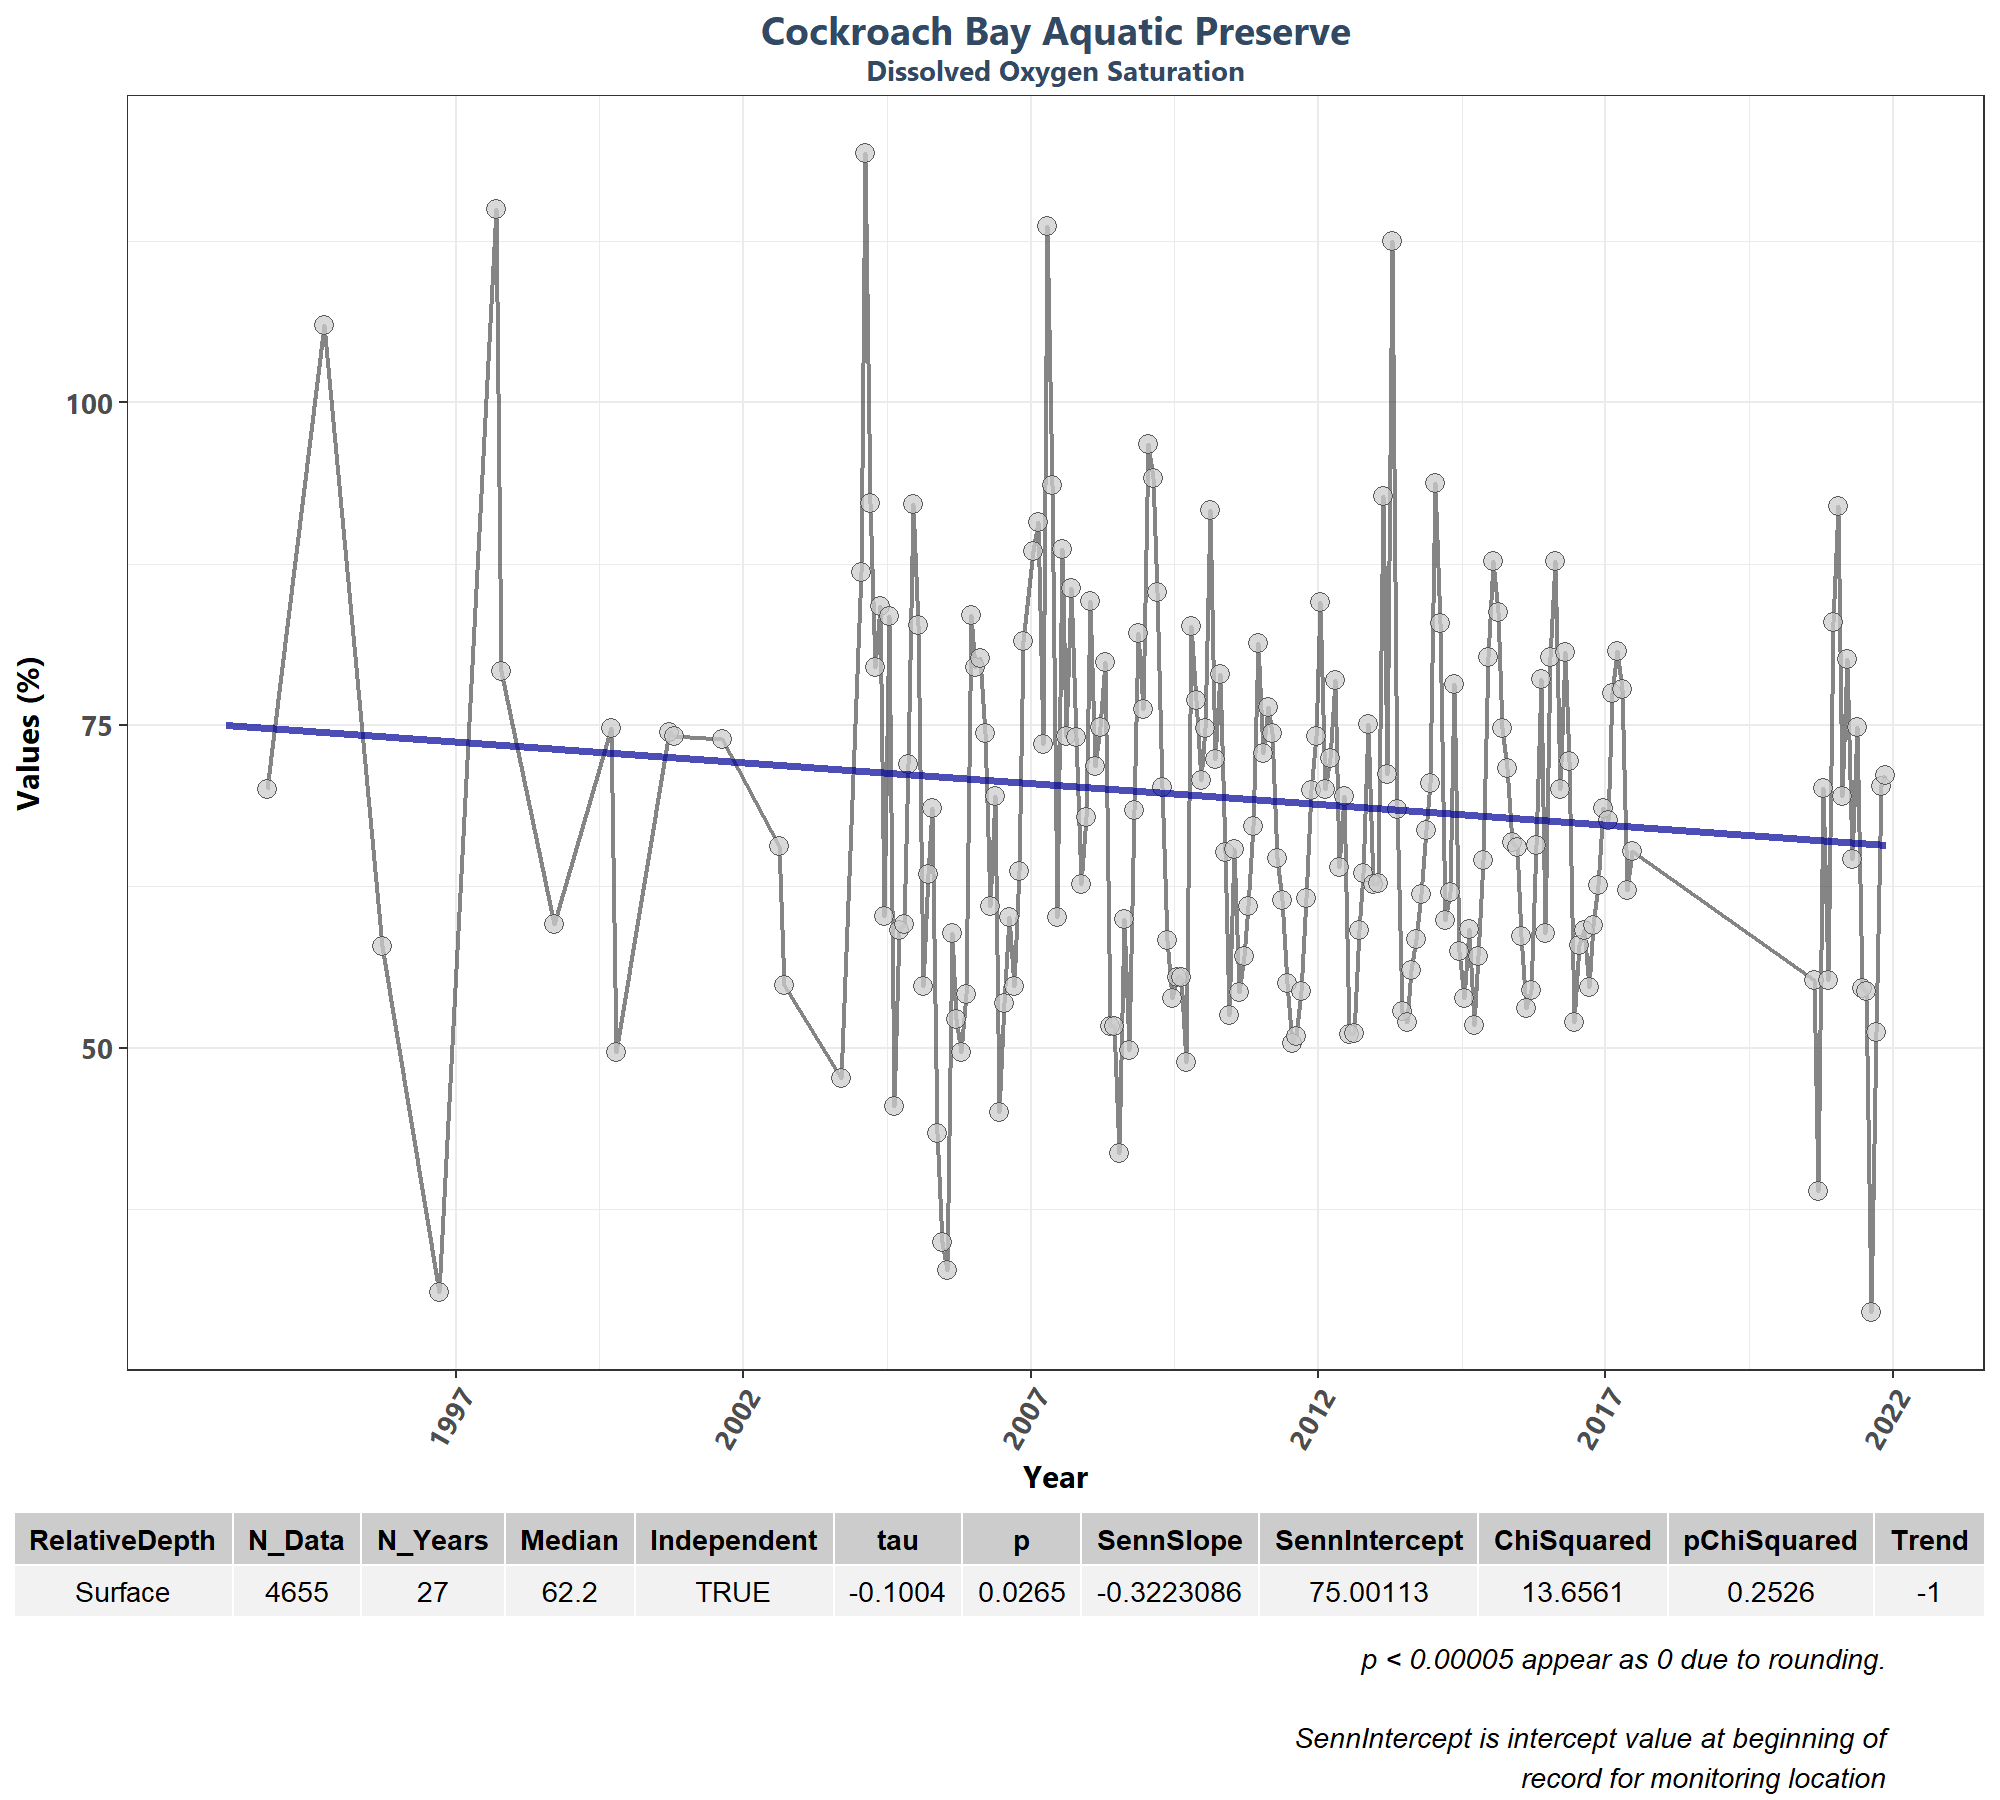 Cockroach Bay Aquatic Preserve
Dissolved Oxygen Saturation
Values (%)
100
75
50
1997
2002
2007
2012
2017
2022
Year
RelativeDepth N_Data N_Years Median Independent tau p SennSlope SennIntercept ChiSquared pChiSquared Trend
Surface 4655 27 62.2 TRUE -0.1004 0.0265 -0.3223086 75.00113 13.6561 0.2526 -1
p < 0.00005 appear as 0 due to rounding.
SennIntercept is intercept value at beginning of
record for monitoring location